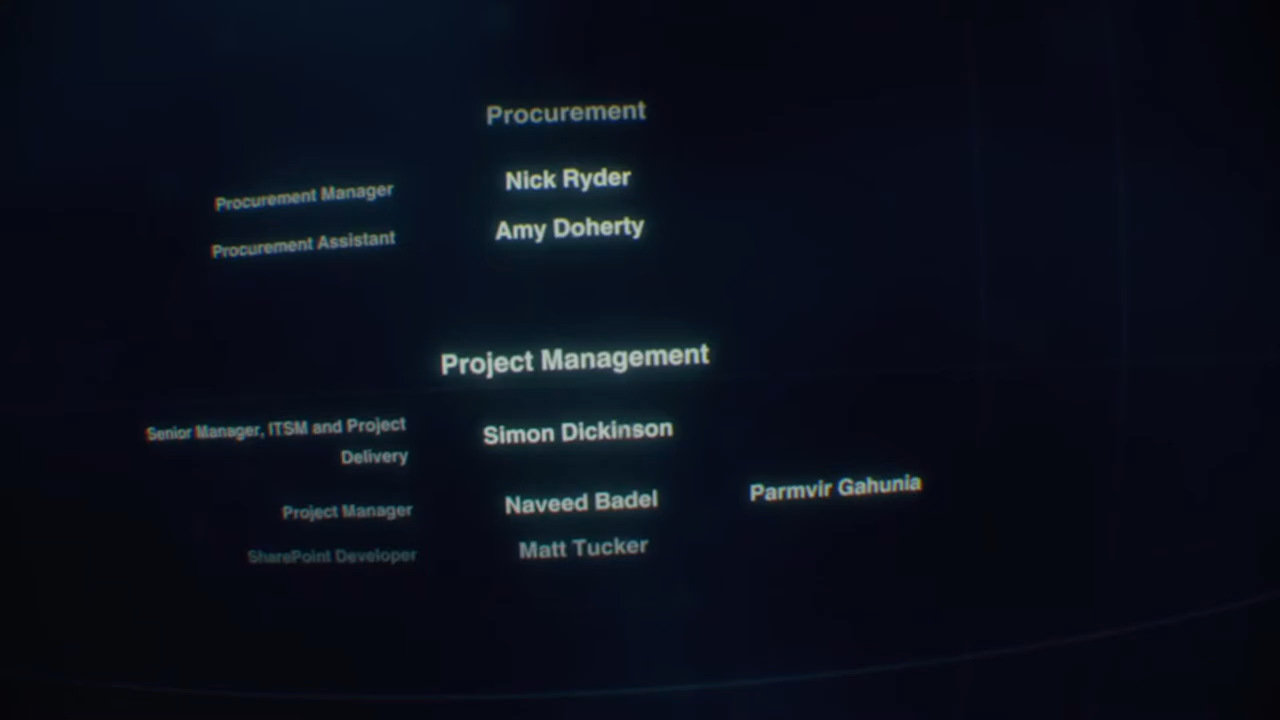 Procurement
Procurement Manager Nick Ryder
Procurement Assistant Amy Doherty
Project Management
Senior Manager, ITSM and Project Simon Dickinson
Delivery
Project Manager Naveed Badel Parmvir Gahunia
SharePoint Developer Matt Tucker